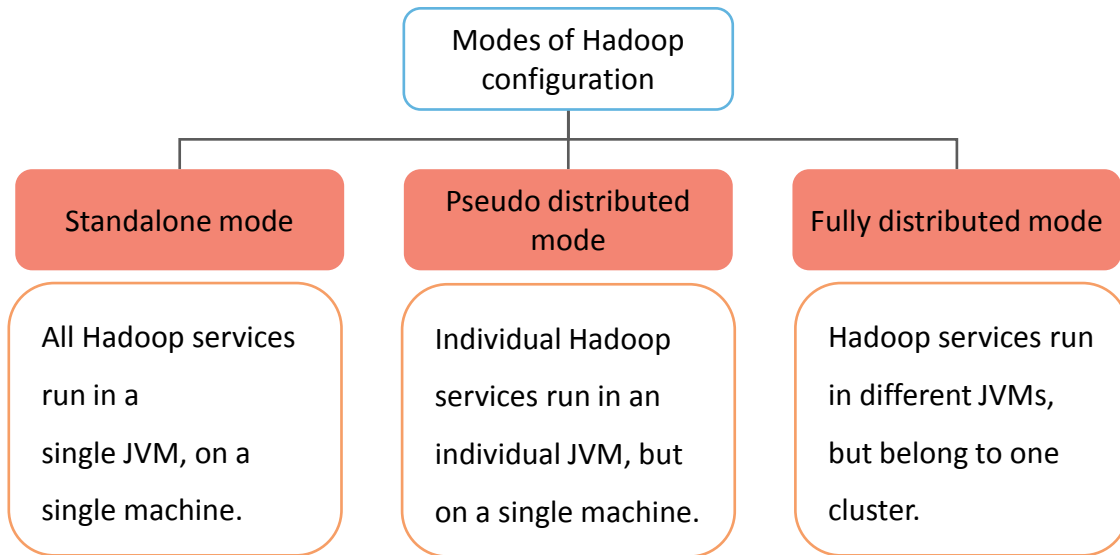 Modes of Hadoop
configuration
Standalone mode
Pseudo distributed
mode
Fully distributed mode
All Hadoop services
run in a
single JVM, on a
single machine.
Individual Hadoop
services run in an
individual JVM, but
on a single machine.
Hadoop services run
in different JVMs,
but belong to one
cluster.